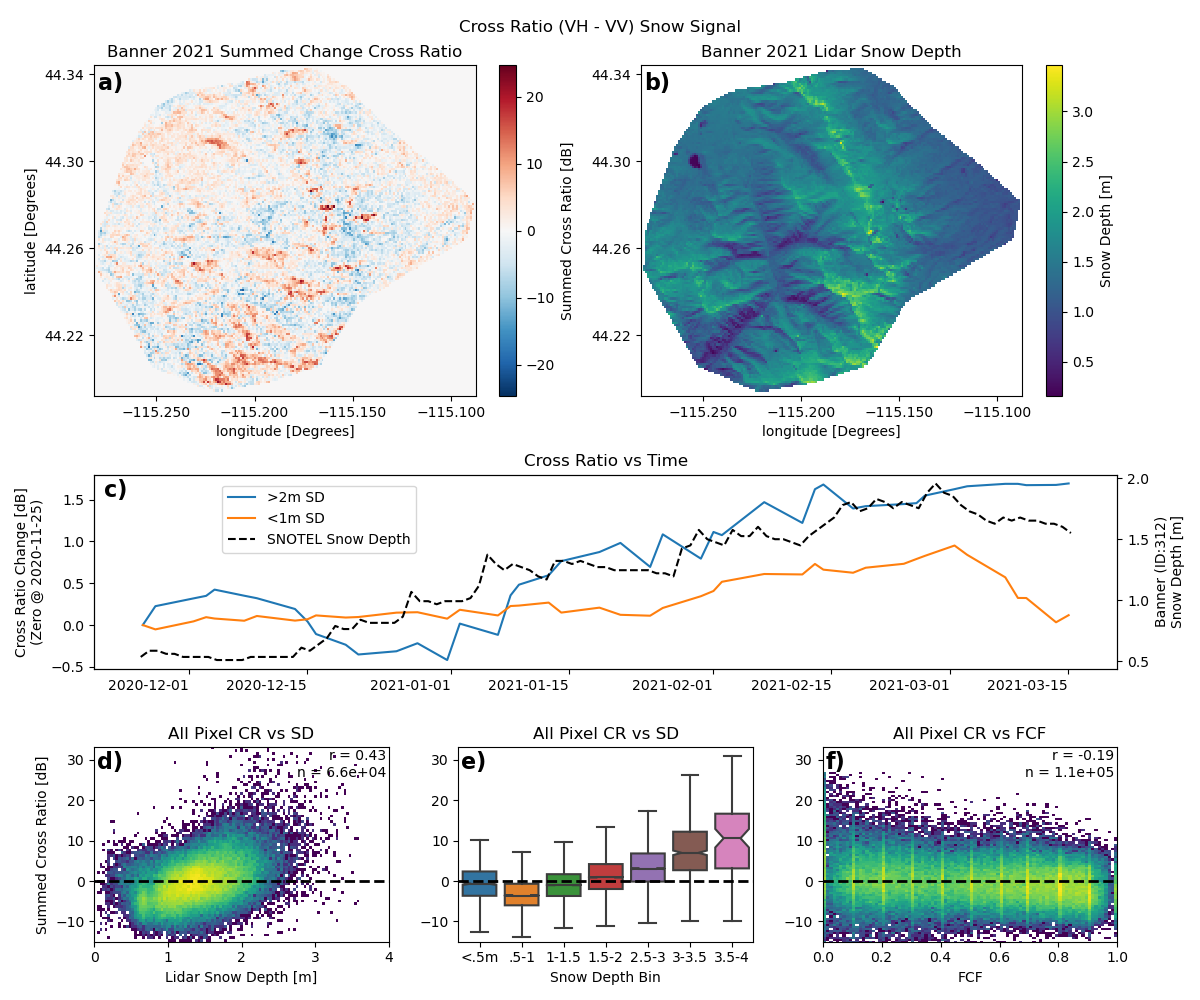 Cross Ratio (VH - VV) Snow Signal
Banner 2021 Summed Change Cross Ratio
a)
44.34
44.30
44.26
44.22
latitude [Degrees]
−115.250
−115.200
−115.150
−115.100
longitude [Degrees]
20
10
0
−10
−20
Summed Cross Ratio [dB]
Banner 2021 Lidar Snow Depth
b)
44.34
44.30
44.26
44.22
−115.250
−115.200
−115.150
−115.100
longitude [Degrees]
3.0
2.5
2.0
1.5
1.0
0.5
Snow Depth [m]
Cross Ratio vs Time
c)
>2m SD
<1m SD
SNOTEL Snow Depth
1.5
1.0
0.5
0.0
−0.5
Cross Ratio Change [dB]
(Zero @ 2020-11-25)
2.0
1.5
1.0
0.5
Banner (ID:312)
Snow Depth [m]
2020-12-01
2020-12-15
2021-01-01
2021-01-15
2021-02-01
2021-02-15
2021-03-01
2021-03-15
All Pixel CR vs SD
d)
r = 0.43
n = 6.6e+04
30
20
10
0
−10
Summed Cross Ratio [dB]
0
1
2
3
4
Lidar Snow Depth [m]
All Pixel CR vs SD
e)
30
20
10
0
−10
<.5m
.5-1
1-1.5
1.5-2
2.5-3
3-3.5
3.5-4
Snow Depth Bin
All Pixel CR vs FCF
f)
r = -0.19
n = 1.1e+05
30
20
10
0
−10
0.0
0.2
0.4
0.6
0.8
1.0
FCF